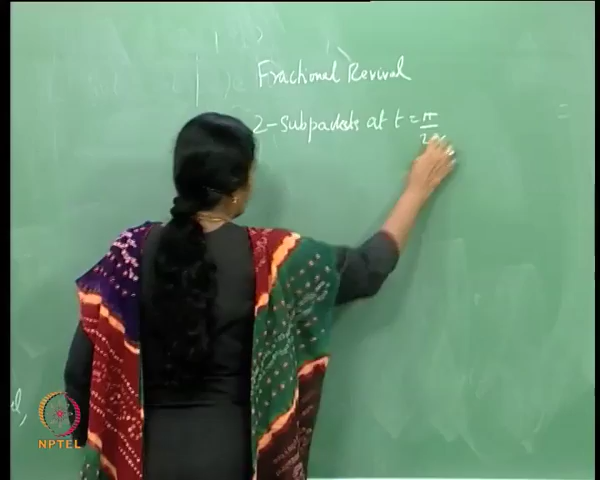 Fractional Revival
2-subpackets at t = π
2
NPTEL